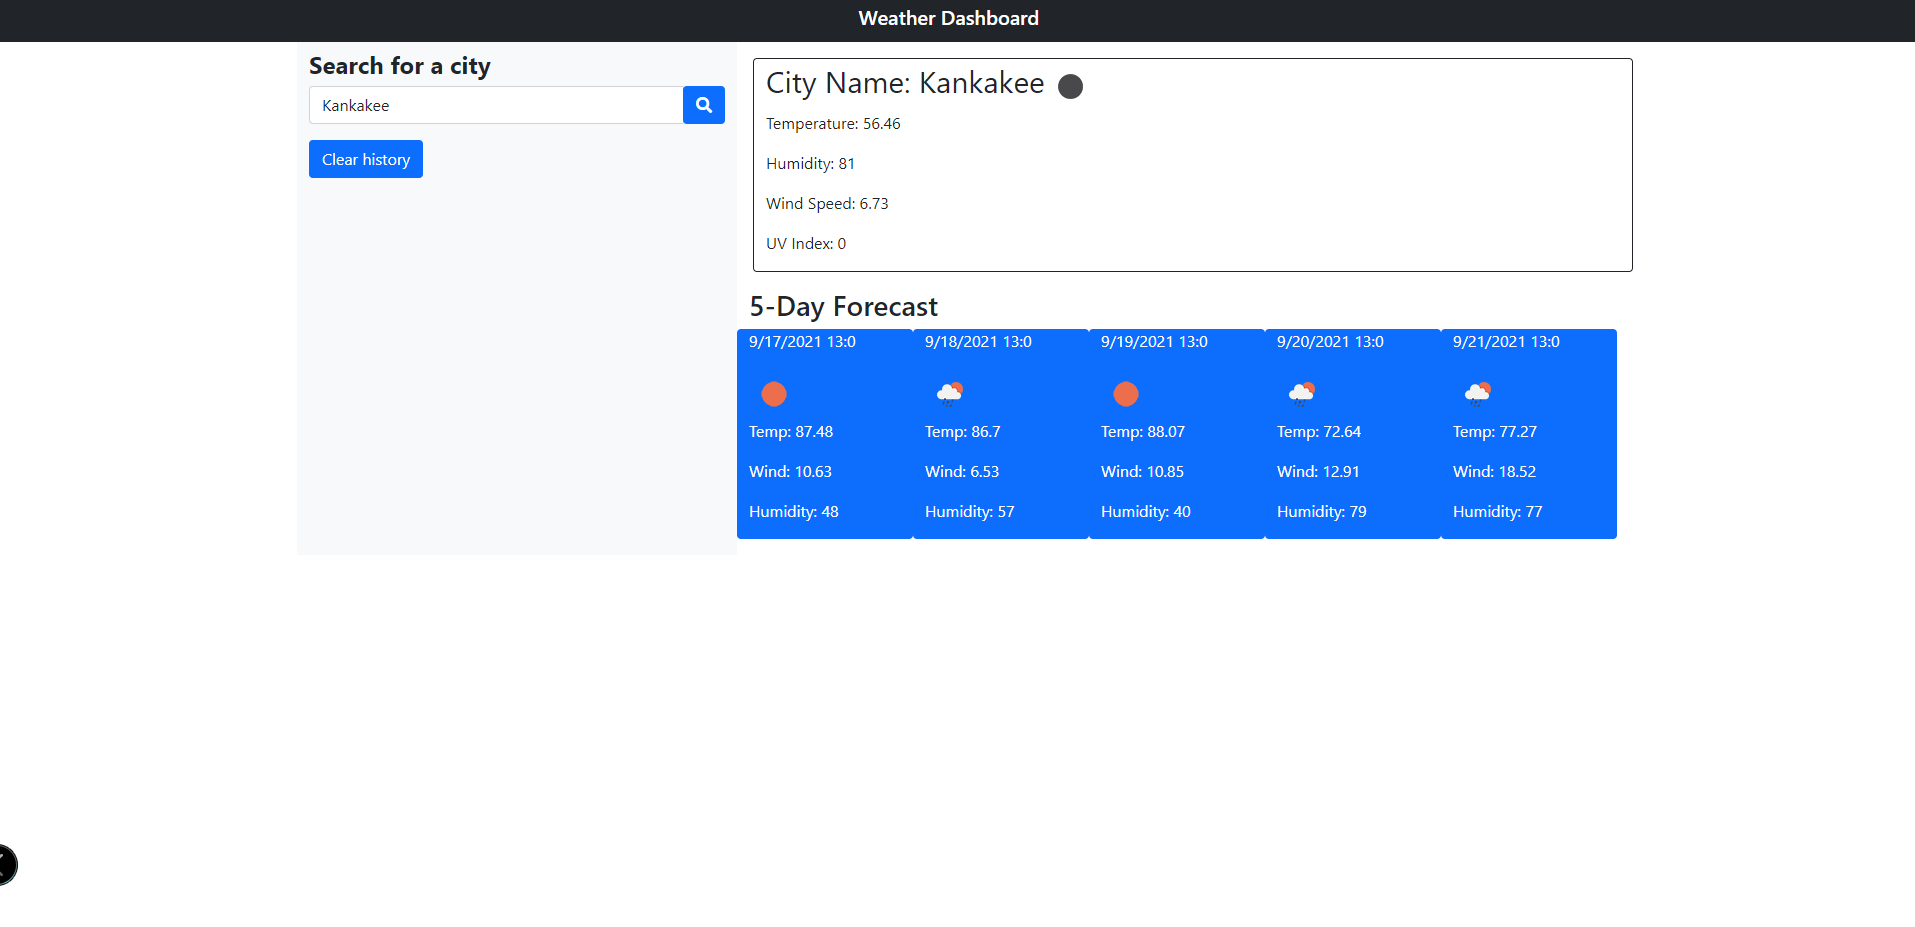 Weather Dashboard
Search for a city
Kankakee
Clear history
City Name: Kankakee
Temperature: 56.46
Humidity: 81
Wind Speed: 6.73
UV Index: 0
5-Day Forecast
9/17/2021 13:0
Temp: 87.48
Wind: 10.63
Humidity: 48
9/18/2021 13:0
Temp: 86.7
Wind: 6.53
Humidity: 57
9/19/2021 13:0
Temp: 88.07
Wind: 10.85
Humidity: 40
9/20/2021 13:0
Temp: 72.64
Wind: 12.91
Humidity: 79
9/21/2021 13:0
Temp: 77.27
Wind: 18.52
Humidity: 77